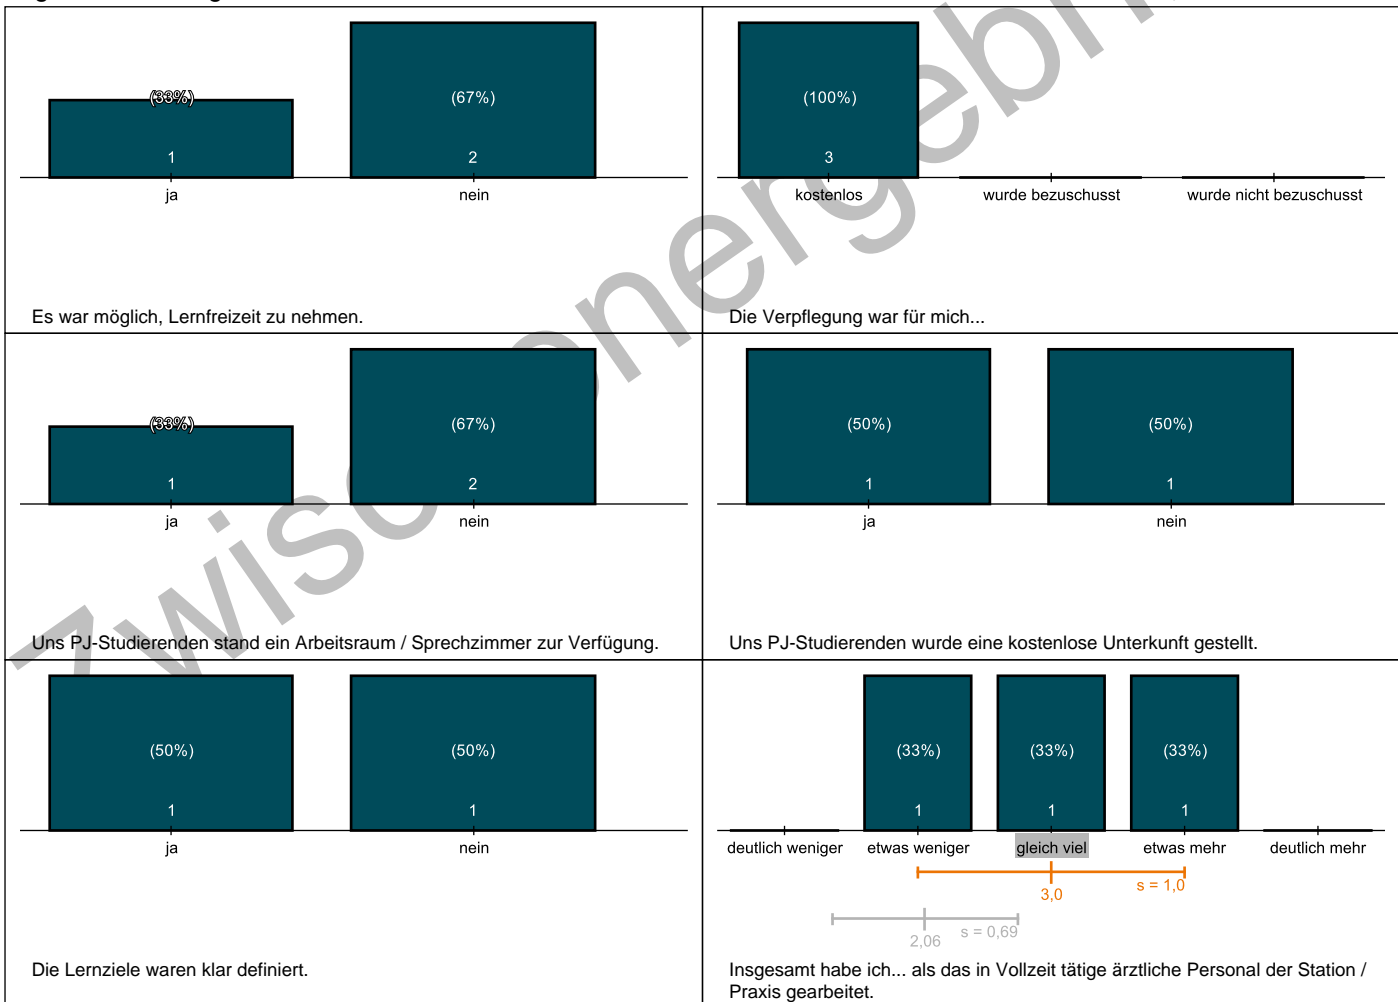 (33%)
1
ja
(67%)
2
nein
Es war möglich, Lernfreizeit zu nehmen.
(100%)
3
kostenlos
wurde bezuschusst
wurde nicht bezuschusst
Die Verpflegung war für mich...
(33%)
1
ja
(67%)
2
nein
Uns PJ-Studierenden stand ein Arbeitsraum / Sprechzimmer zur Verfügung.
(50%)
1
ja
(50%)
1
nein
Uns PJ-Studierenden wurde eine kostenlose Unterkunft gestellt.
(50%)
1
ja
(50%)
1
nein
Die Lernziele waren klar definiert.
deutlich weniger
(33%)
1
etwas weniger
(33%)
1
gleich viel
(33%)
1
etwas mehr
deutlich mehr
3,0
s = 1,0
2,06
s = 0,69
Insgesamt habe ich... als das in Vollzeit tätige ärztliche Personal der Station /
Praxis gearbeitet.